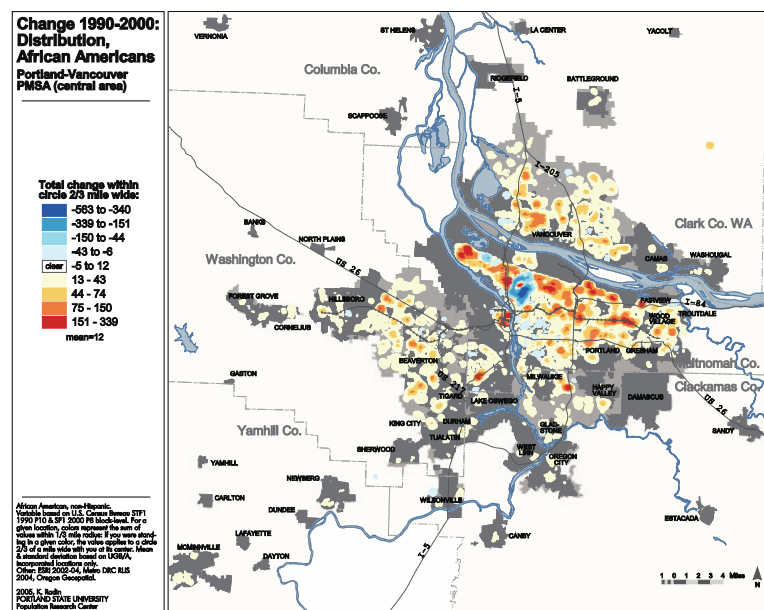 Change 1990-2000:
Distribution,
African Americans
Portland-Vancouver
PMSA (central area)
Total change within
circle 2/3 mile wide:
-563 to -340
-339 to -151
-150 to -44
-43 to -6
clear -5 to 12
13 - 43
44 - 74
75 - 150
151 - 339
mean=12
African American, non-Hispanic.
Variable based on U.S. Census Bureau STF1
1990 P10 & SF1 2000 P8 block-level. For a
given location, colors represent the sum of
values within 1/3 mile radius: if you were stand-
ing in a given color, the value applies to a circle
2/3 of a mile wide with you at its center. Mean
& standard deviation based on UGB/A,
incorporated locations only.
Other: ESRI 2002-04, Metro DRC RLIS
2004, Oregon Geospatial.
2005, K. Rodin
PORTLAND STATE UNIVERSITY
Population Research Center
VERNONIA
ST HELENS
LA CENTER
YACOLT
Columbia Co.
RIDGEFIELD
BATTLEGROUND
I-5
SCAPPOOSE
I-205
Clark Co. WA
BANKS
NORTH PLAINS
VANCOUVER
CAMAS
WASHOUGAL
Washington Co.
US 26
FOREST GROVE
HILLSBORO
CORNELIUS
FAIRVIEW
I-84
WOOD
VILLAGE
TROUTDALE
BEAVERTON
PORTLAND
GRESHAM
Multnomah Co.
GASTON
US 217
TIGARD
MILWAUKIE
HAPPY
VALLEY
Clackamas Co.
LAKE OSWEGO
DAMASCUS
US 26
KING CITY
DURHAM
GLAD-
STONE
SANDY
Yamhill Co.
TUALATIN
SHERWOOD
WEST
LINN
OREGON
CITY
YAMHILL
NEWBERG
CARLTON
WILSONVILLE
DUNDEE
ESTACADA
LAFAYETTE
CANBY
MCMINNVILLE
DAYTON
I-5
1 0 1 2 3 4 Miles
N